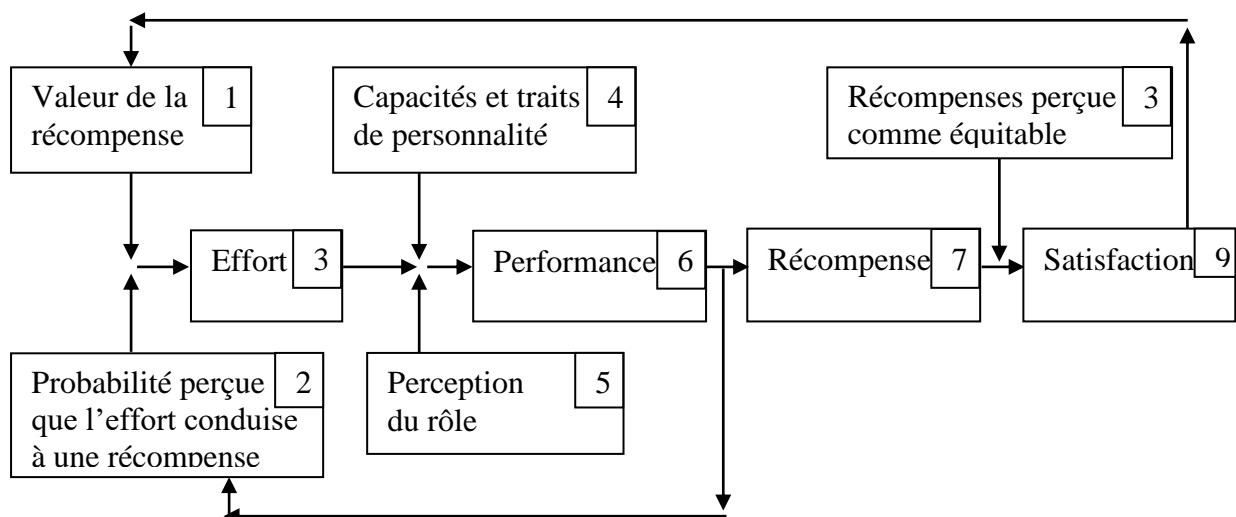 Valeur de la
récompense
1
Capacités et traits
de personnalité
4
Récompenses perçue
comme équitable
3
Effort
3
Performance
6
Récompense
7
Satisfaction
9
Probabilité perçue
que l’effort conduise
à une récompense
2
Perception
du rôle
5